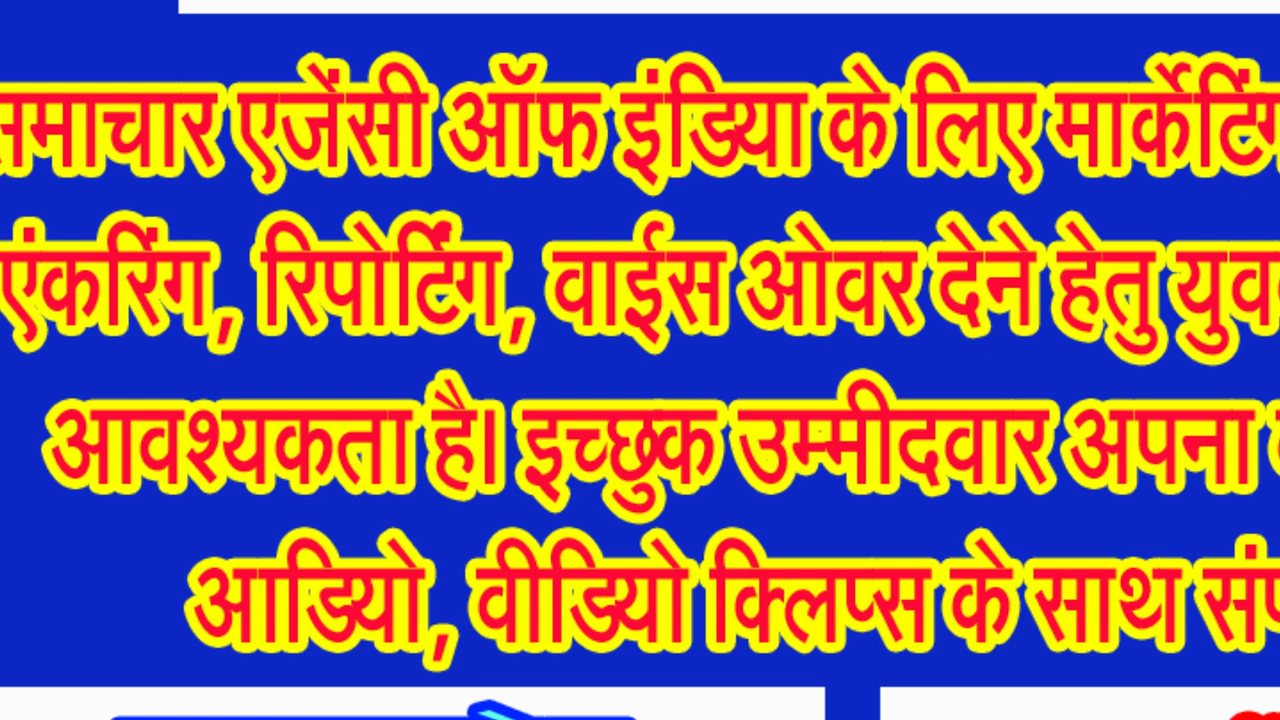 समाचार एजेंसी ऑफ इंडिया के लिए मार्केटिंग
एंकरिंग, रिपोर्टिंग, वाईस ओवर देने हेतु
आवश्यकता है। इच्छुक उम्मीदवार अपना
आडियो, वीडियो क्लिप्स के साथ